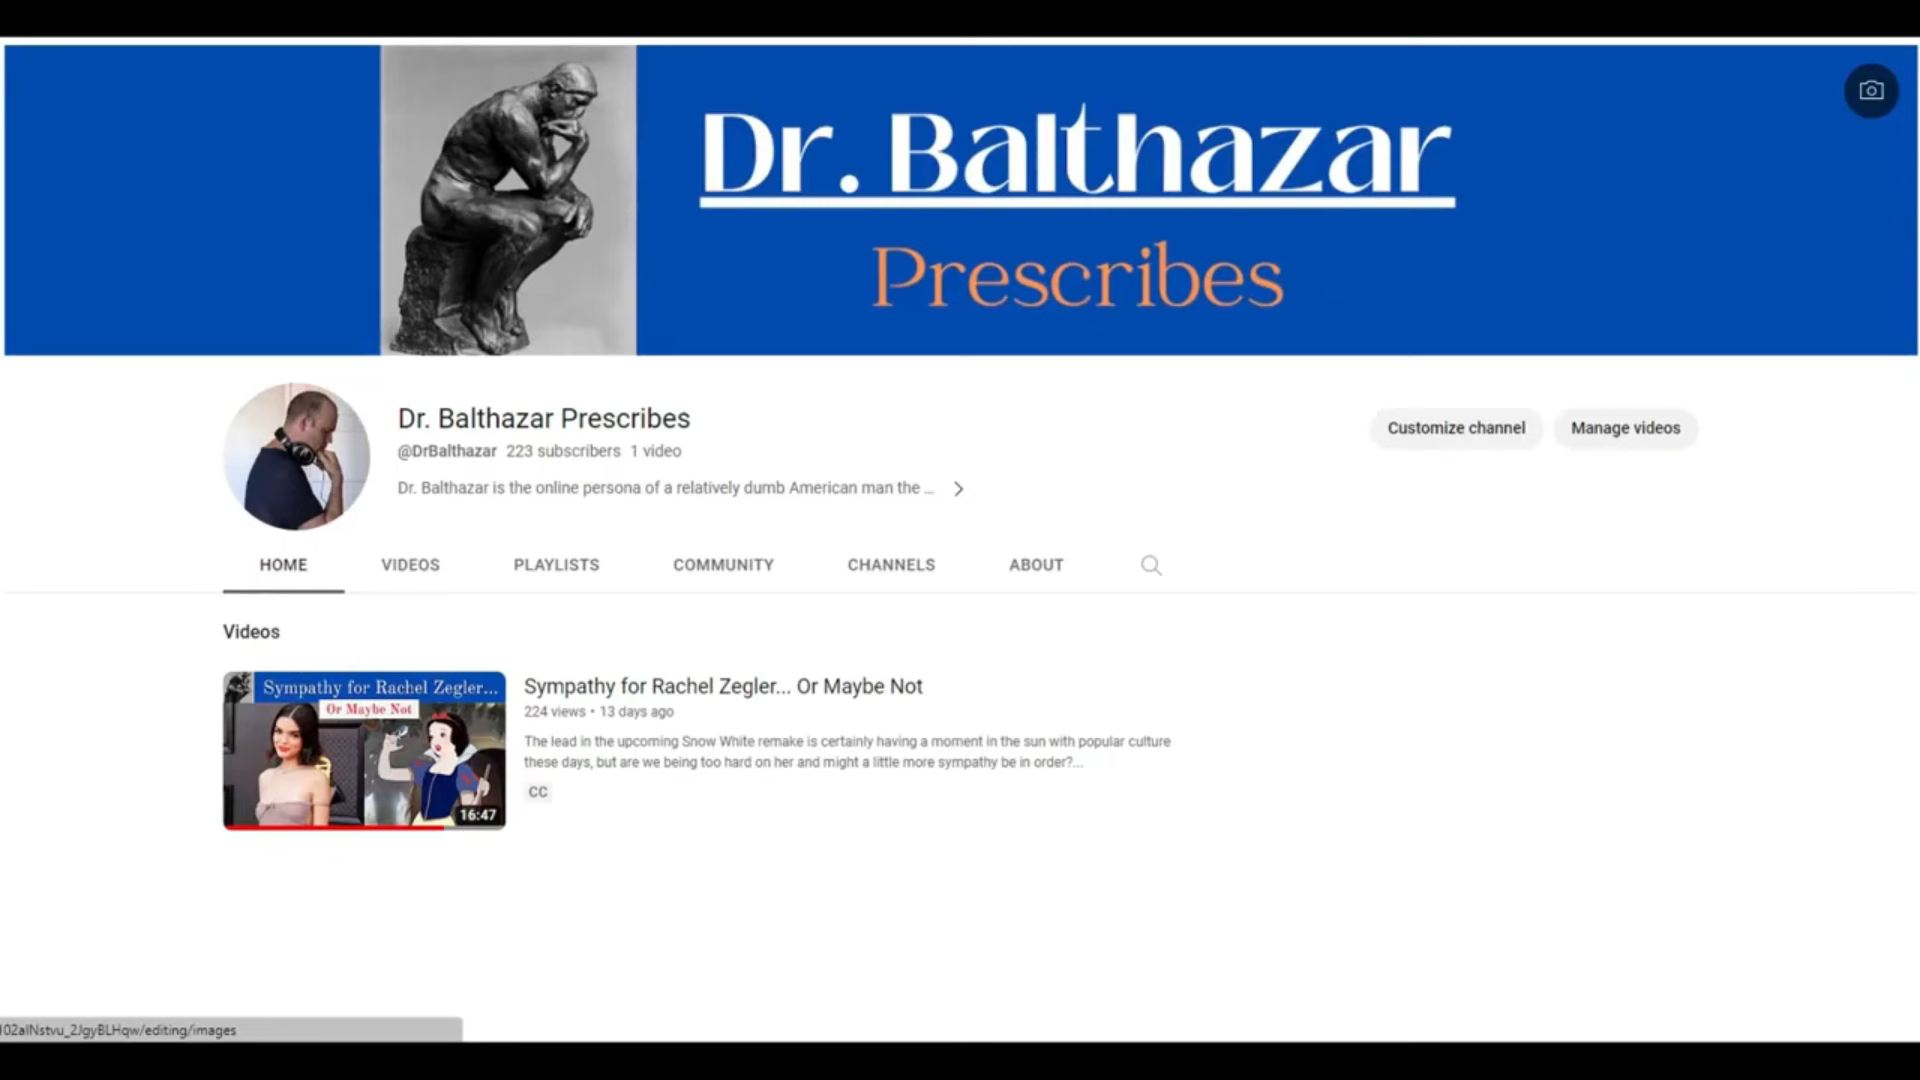 Dr. Balthazar
Prescribes
Dr. Balthazar Prescribes
@DrBalthazar 223 subscribers 1 video
Dr. Balthazar is the online persona of a relatively dumb American man the ...
Customize channel
Manage videos
HOME VIDEOS PLAYLISTS COMMUNITY CHANNELS ABOUT
Videos
Sympathy for Rachel Zegler...
Or Maybe Not
16:47
Sympathy for Rachel Zegler... Or Maybe Not
224 views • 13 days ago
The lead in the upcoming Snow White remake is certainly having a moment in the sun with popular culture
these days, but are we being too hard on her and might a little more sympathy be in order?...
CC
/editing/images